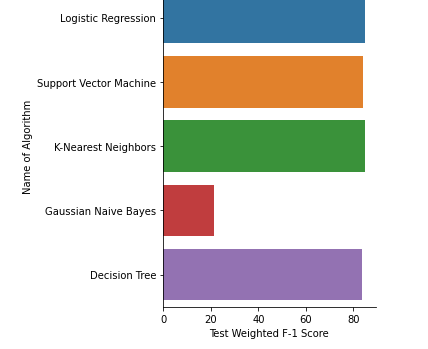 Logistic Regression
Support Vector Machine
K-Nearest Neighbors
Gaussian Naive Bayes
Decision Tree
Name of Algorithm
0 20 40 60 80
Test Weighted F-1 Score